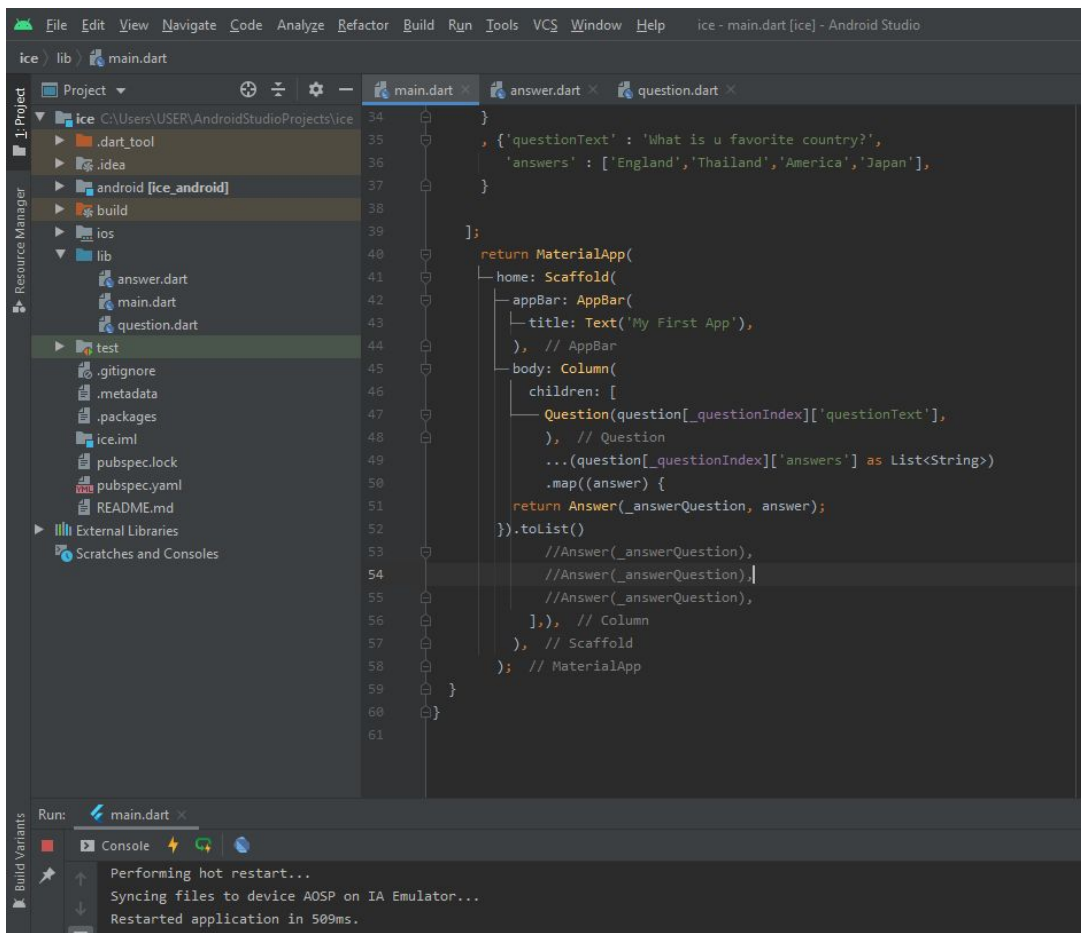 File Edit View Navigate Code Analyze Refactor Build Run Tools VCS Window Help ice - main.dart [ice] - Android Studio
ice lib main.dart
1: Project
Resource Manager
Build Variants
Project
ice C:\Users\USER\AndroidStudioProjects\ice
.dart_tool
.idea
android [ice_android]
build
ios
lib
answer.dart
main.dart
question.dart
test
.gitignore
.metadata
.packages
ice.iml
pubspec.lock
pubspec.yaml
README.md
External Libraries
Scratches and Consoles
main.dart answer.dart question.dart
34 }
35 , {'questionText' : 'What is u favorite country?',
36 'answers' : ['England','Thailand','America','Japan'],
37 }
38
39 ];
40 return MaterialApp(
41 home: Scaffold(
42 appBar: AppBar(
43 title: Text('My First App'),
44 ), // AppBar
45 body: Column(
46 children: [
47 Question(question[_questionIndex]['questionText'],
48 ), // Question
49 ...(question[_questionIndex]['answers'] as List<String>)
50 .map((answer) {
51 return Answer(_answerQuestion, answer);
52 }).toList()
53 //Answer(_answerQuestion),
54 //Answer(_answerQuestion),
55 //Answer(_answerQuestion),
56 ],), // Column
57 ), // Scaffold
58 ); // MaterialApp
59 }
60 }
61
Run: main.dart
Console
Performing hot restart...
Syncing files to device AOSP on IA Emulator...
Restarted application in 509ms.